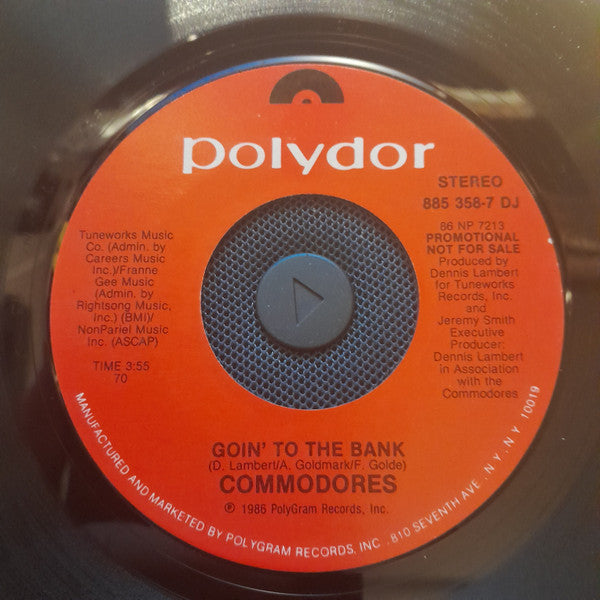 polydor
STEREO
885 358-7 DJ
86 NP 7213
PROMOTIONAL
NOT FOR SALE
Produced by
Dennis Lambert
for Tuneworks
Records, Inc.
and
Jeremy Smith
Executive
Producer:
Dennis Lambert
in Association
with the
Commodores
Tuneworks Music
Co. (Admin. by
Careers Music
Inc.)/Franne
Gee Music
(Admin. by
Rightsong Music,
Inc.) (BMI)/
NonPariel Music
Inc. (ASCAP)
TIME 3:55
70
GOIN' TO THE BANK
(D. Lambert/A. Goldmark/F. Golde)
COMMODORES
℗ 1986 PolyGram Records, Inc.
MANUFACTURED AND MARKETED BY POLYGRAM RECORDS, INC. 810 SEVENTH AVE. N.Y. N.Y 10019